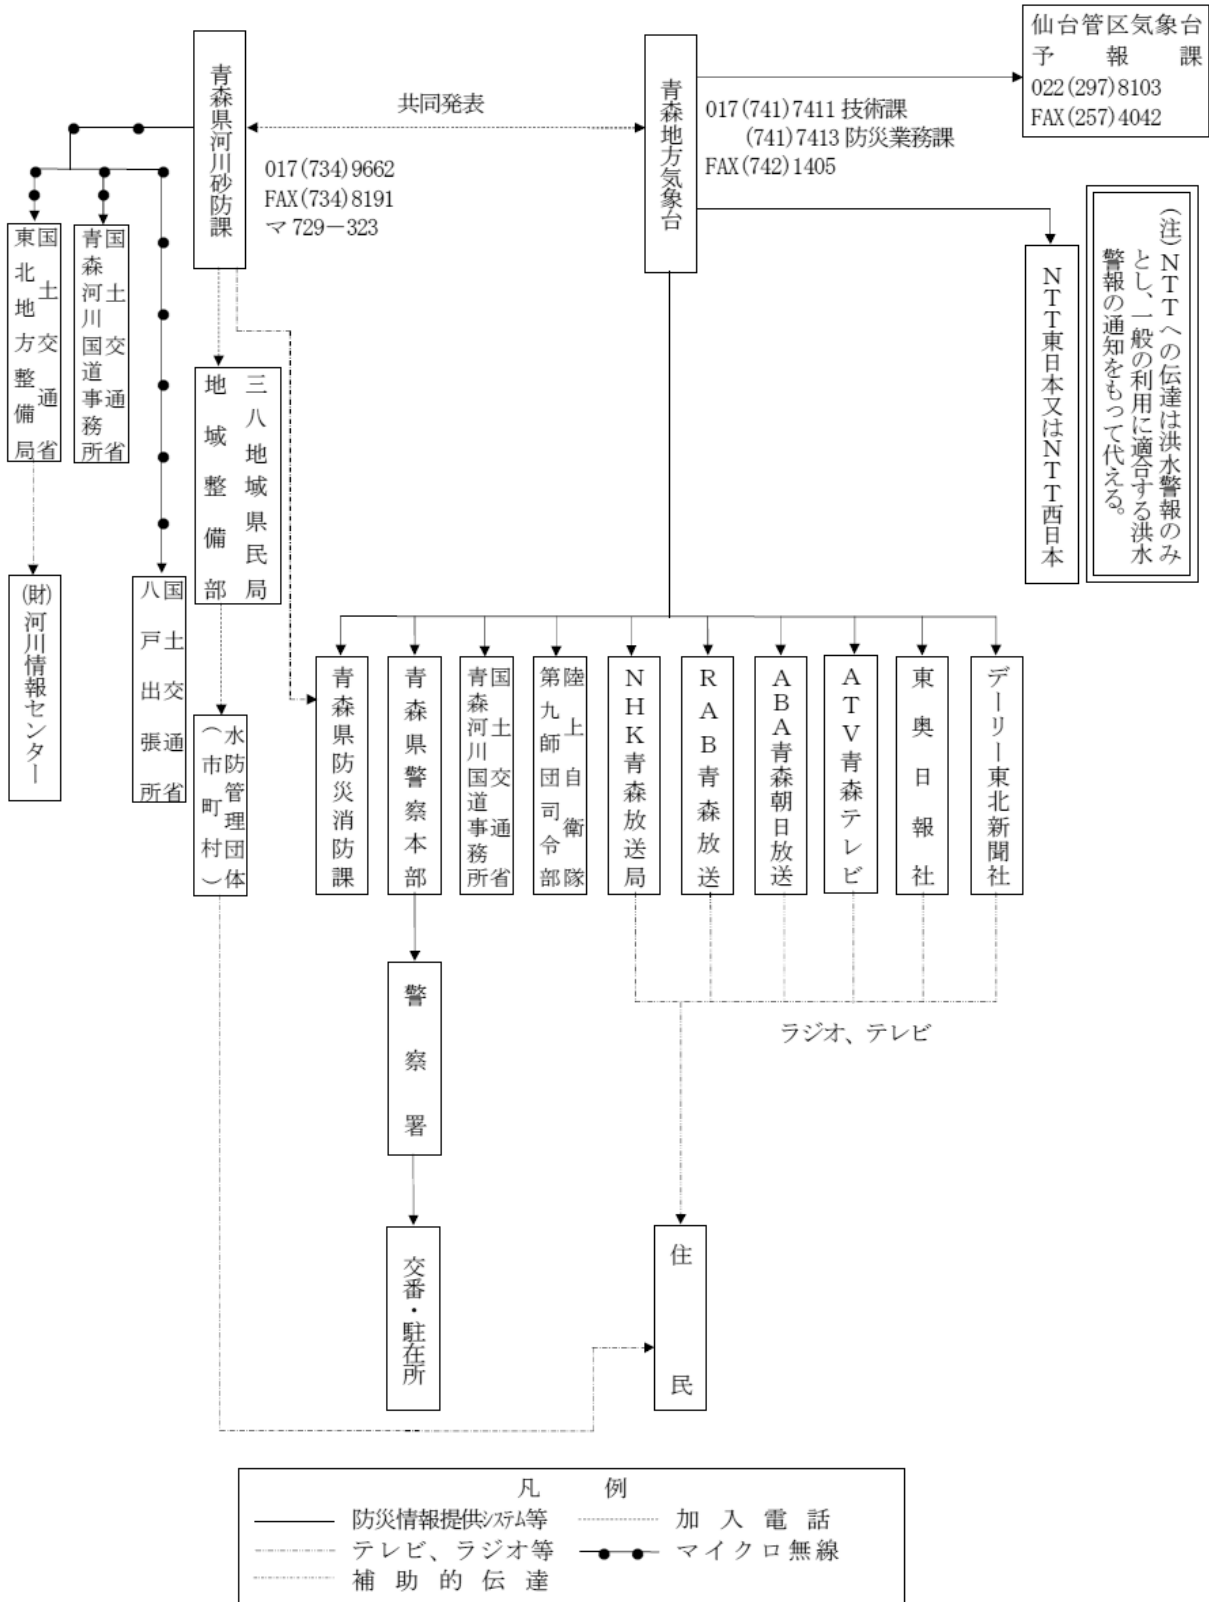 仙台管区気象台
予報課
022(297)8103
FAX(257)4042
青森県河川砂防課
共同発表
青森地方気象台
017(741)7411 技術課
(741)7413 防災業務課
FAX(742)1405
017(734)9662
FAX(734)8191
マ 729－323
(注)NTTへの伝達は洪水警報のみ
とし、一般の利用に適合する洪水
警報の通知をもって代える。
国土交通省
東北地方整備局
国土交通省
青森河川国道事務所
三八地域県民局
地域整備部
NTT東日本又はNTT西日本
(財)河川情報センター
国土交通省
八戸出張所
水防管理団体
(市町村)
青森県防災消防課
青森県警察本部
国土交通省
青森河川国道事務所
陸上自衛隊
第九師団司令部
NHK青森放送局
RAB青森放送
ABA青森朝日放送
ATV青森テレビ
東奥日報社
デーリー東北新聞社
警察署
ラジオ、テレビ
交番・駐在所
住民
凡例
防災情報提供システム等
加入電話
テレビ、ラジオ等
マイクロ無線
補助的伝達